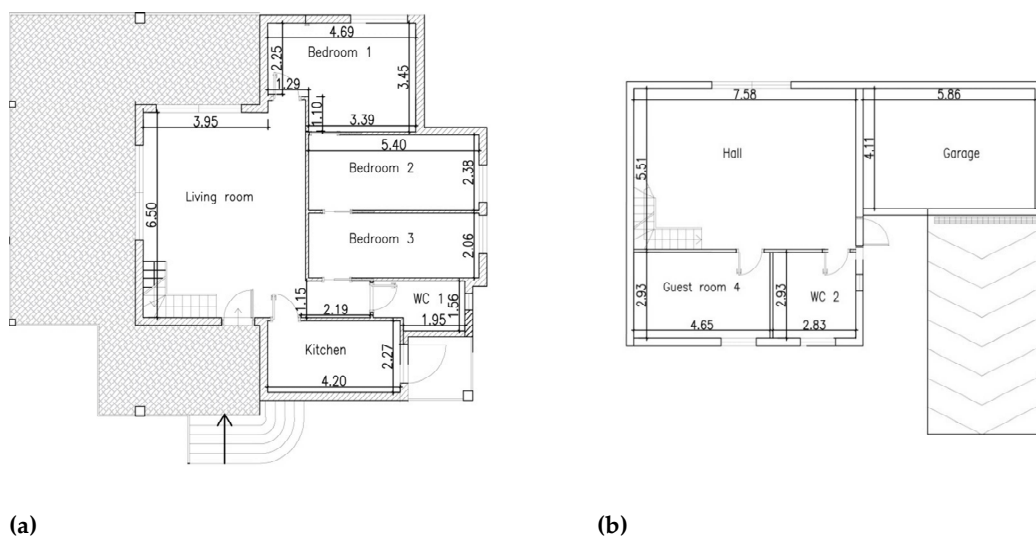 4.69
Bedroom 1
2.25
3.45
1.29
1.10
3.39
3.95
5.40
Bedroom 2
2.38
Living room
6.50
Bedroom 3
2.06
1.15
2.19
WC 1
1.56
1.95
Kitchen
2.27
4.20
7.58
5.86
Hall
4.11
Garage
5.51
Guest room 4
2.93
2.93
WC 2
4.65
2.83
(a)
(b)